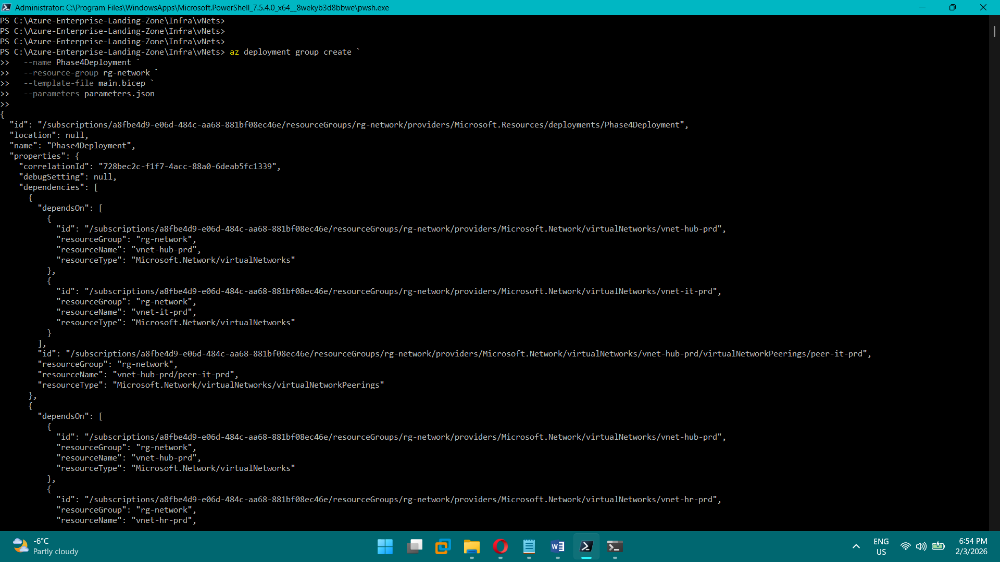 Administrator: C:\Program Files\WindowsApps\Microsoft.PowerShell_7.5.4.0_x64__8wekyb3d8bbwe\pwsh.exe
PS C:\Azure-Enterprise-Landing-Zone\Infra\vNets>
PS C:\Azure-Enterprise-Landing-Zone\Infra\vNets>
PS C:\Azure-Enterprise-Landing-Zone\Infra\vNets>
PS C:\Azure-Enterprise-Landing-Zone\Infra\vNets> az deployment group create `
>>   --name Phase4Deployment `
>>   --resource-group rg-network `
>>   --template-file main.bicep `
>>   --parameters parameters.json
>>
{
  "id": "/subscriptions/a8fbe4d9-e06d-484c-aa68-881bf08ec46e/resourceGroups/rg-network/providers/Microsoft.Resources/deployments/Phase4Deployment",
  "location": null,
  "name": "Phase4Deployment",
  "properties": {
    "correlationId": "728bec2c-f1f7-4acc-88a0-6deab5fc1339",
    "debugSetting": null,
    "dependencies": [
      {
        "dependsOn": [
          {
            "id": "/subscriptions/a8fbe4d9-e06d-484c-aa68-881bf08ec46e/resourceGroups/rg-network/providers/Microsoft.Network/virtualNetworks/vnet-hub-prd",
            "resourceGroup": "rg-network",
            "resourceName": "vnet-hub-prd",
            "resourceType": "Microsoft.Network/virtualNetworks"
          },
          {
            "id": "/subscriptions/a8fbe4d9-e06d-484c-aa68-881bf08ec46e/resourceGroups/rg-network/providers/Microsoft.Network/virtualNetworks/vnet-it-prd",
            "resourceGroup": "rg-network",
            "resourceName": "vnet-it-prd",
            "resourceType": "Microsoft.Network/virtualNetworks"
          }
        ],
        "id": "/subscriptions/a8fbe4d9-e06d-484c-aa68-881bf08ec46e/resourceGroups/rg-network/providers/Microsoft.Network/virtualNetworks/vnet-hub-prd/virtualNetworkPeerings/peer-it-prd",
        "resourceGroup": "rg-network",
        "resourceName": "vnet-hub-prd/peer-it-prd",
        "resourceType": "Microsoft.Network/virtualNetworks/virtualNetworkPeerings"
      },
      {
        "dependsOn": [
          {
            "id": "/subscriptions/a8fbe4d9-e06d-484c-aa68-881bf08ec46e/resourceGroups/rg-network/providers/Microsoft.Network/virtualNetworks/vnet-hub-prd",
            "resourceGroup": "rg-network",
            "resourceName": "vnet-hub-prd",
            "resourceType": "Microsoft.Network/virtualNetworks"
          },
          {
            "id": "/subscriptions/a8fbe4d9-e06d-484c-aa68-881bf08ec46e/resourceGroups/rg-network/providers/Microsoft.Network/virtualNetworks/vnet-hr-prd",
            "resourceGroup": "rg-network",
            "resourceName": "vnet-hr-prd",
-6°C
Partly cloudy
ENG
US
6:54 PM
2/3/2026